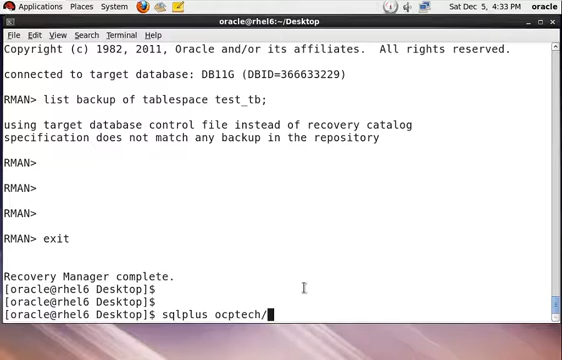 Applications Places System Sat Dec 5, 4:33 PM oracle
oracle@rhel6:~/Desktop
File Edit View Search Terminal Help
Copyright (c) 1982, 2011, Oracle and/or its affiliates.  All rights reserved.
connected to target database: DB11G (DBID=366633229)
RMAN> list backup of tablespace test_tb;
using target database control file instead of recovery catalog
specification does not match any backup in the repository
RMAN>
RMAN>
RMAN>
RMAN> exit
Recovery Manager complete.
[oracle@rhel6 Desktop]$
[oracle@rhel6 Desktop]$
[oracle@rhel6 Desktop]$ sqlplus ocptech/